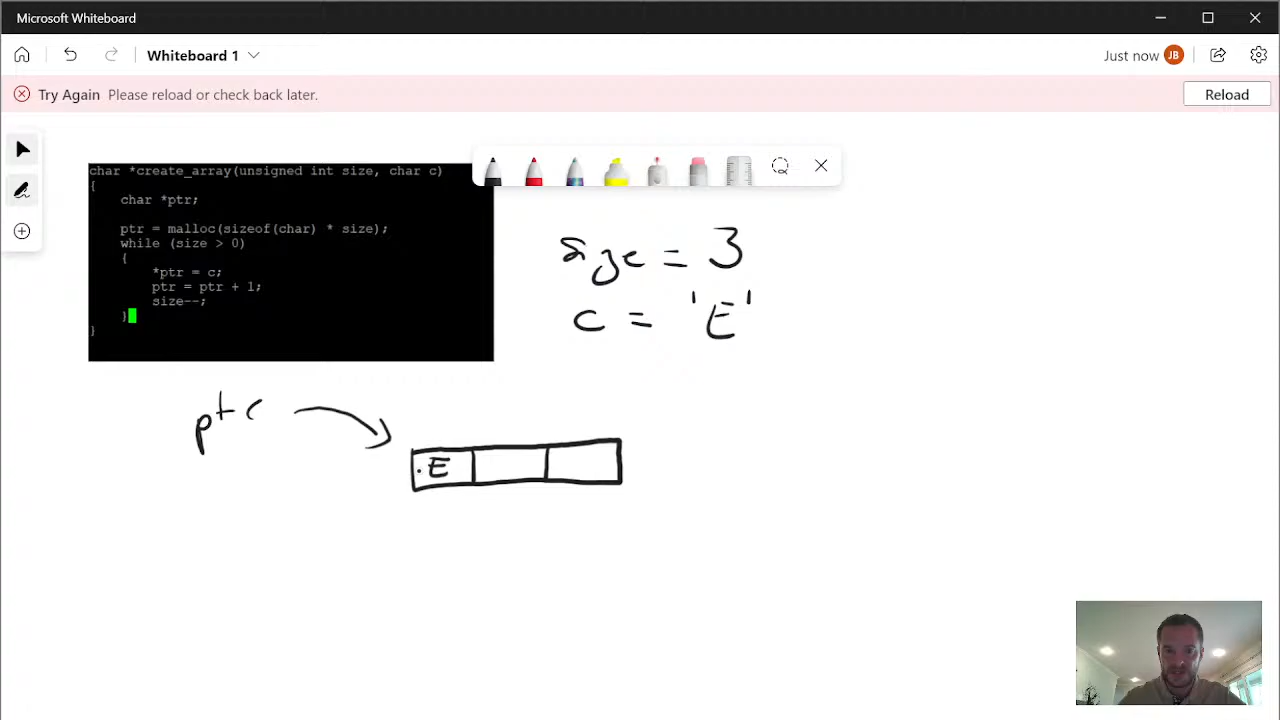 Microsoft Whiteboard
Whiteboard 1
Just now JB
Try Again Please reload or check back later.
Reload
char *create_array(unsigned int size, char c)
{
char *ptr;
ptr = malloc(sizeof(char) * size);
while (size > 0)
{
*ptr = c;
ptr = ptr + 1;
size--;
}
}
size = 3
c = 'E'
ptr
E